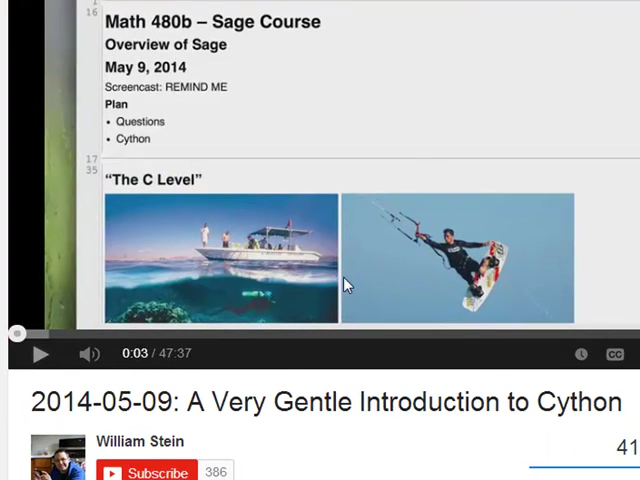 1
16
Math 480b – Sage Course
Overview of Sage
May 9, 2014
Screencast: REMIND ME
Plan
• Questions
• Cython
17
35
“The C Level”
0:03 / 47:37
CC
2014-05-09: A Very Gentle Introduction to Cython
William Stein
41
Subscribe 386